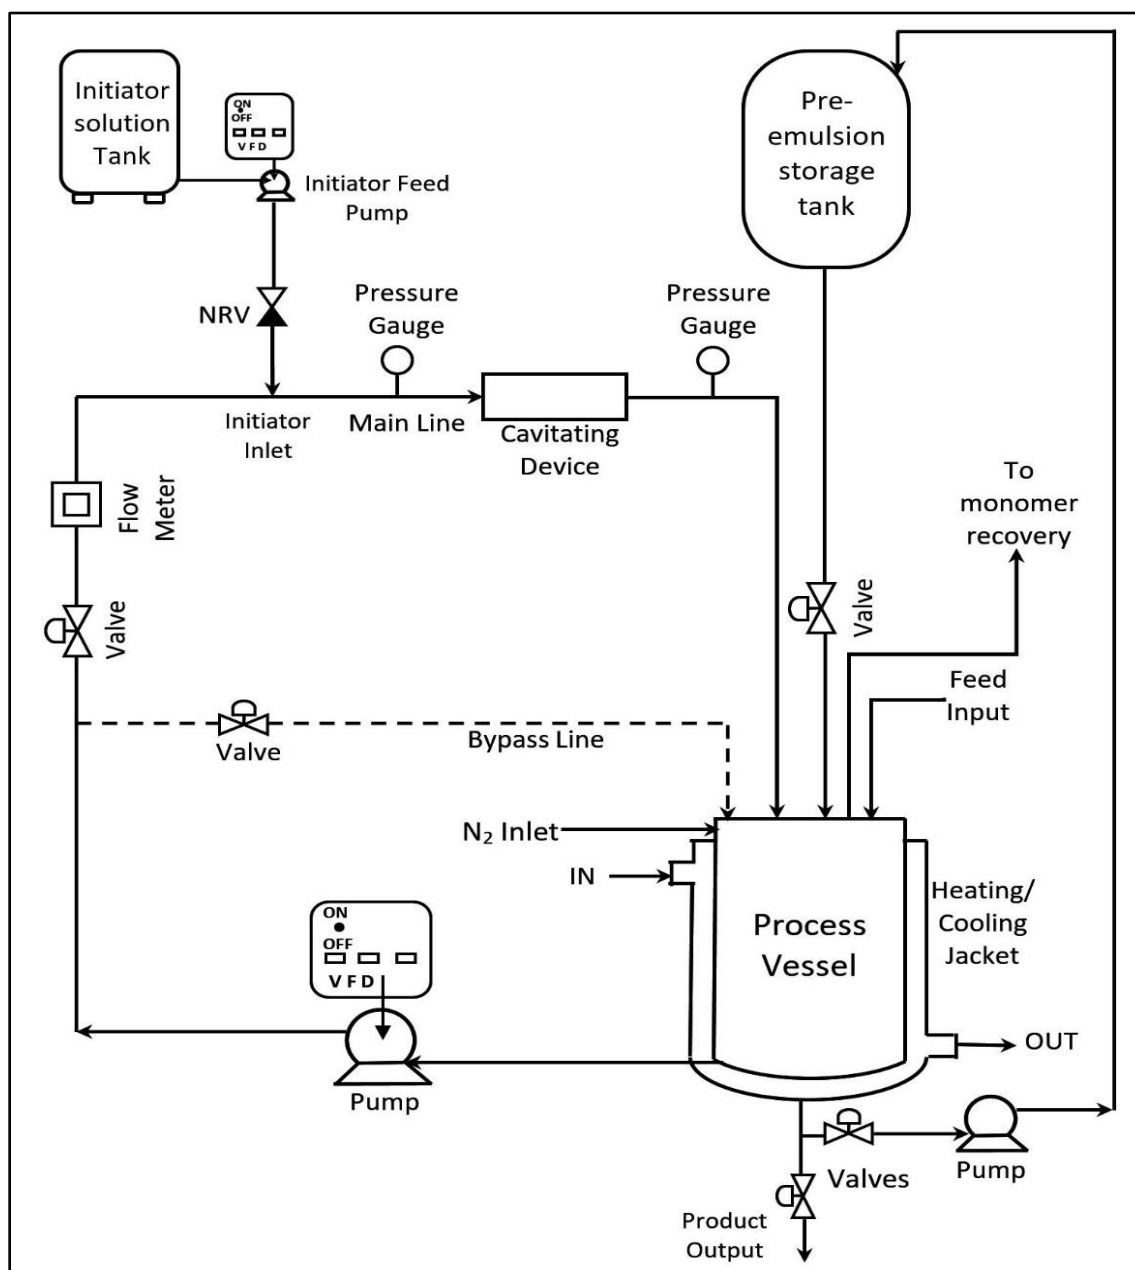 Initiator
solution
Tank
ON
OFF
V F D
Initiator Feed
Pump
Pre-
emulsion
storage
tank
NRV
Pressure
Gauge
Pressure
Gauge
Initiator
Inlet
Main Line
Cavitating
Device
Flow
Meter
To
monomer
recovery
Valve
Valve
Feed
Input
Valve
Bypass Line
N₂ Inlet
IN
Process
Vessel
Heating/
Cooling
Jacket
ON
OFF
V F D
Pump
OUT
Pump
Valves
Product
Output